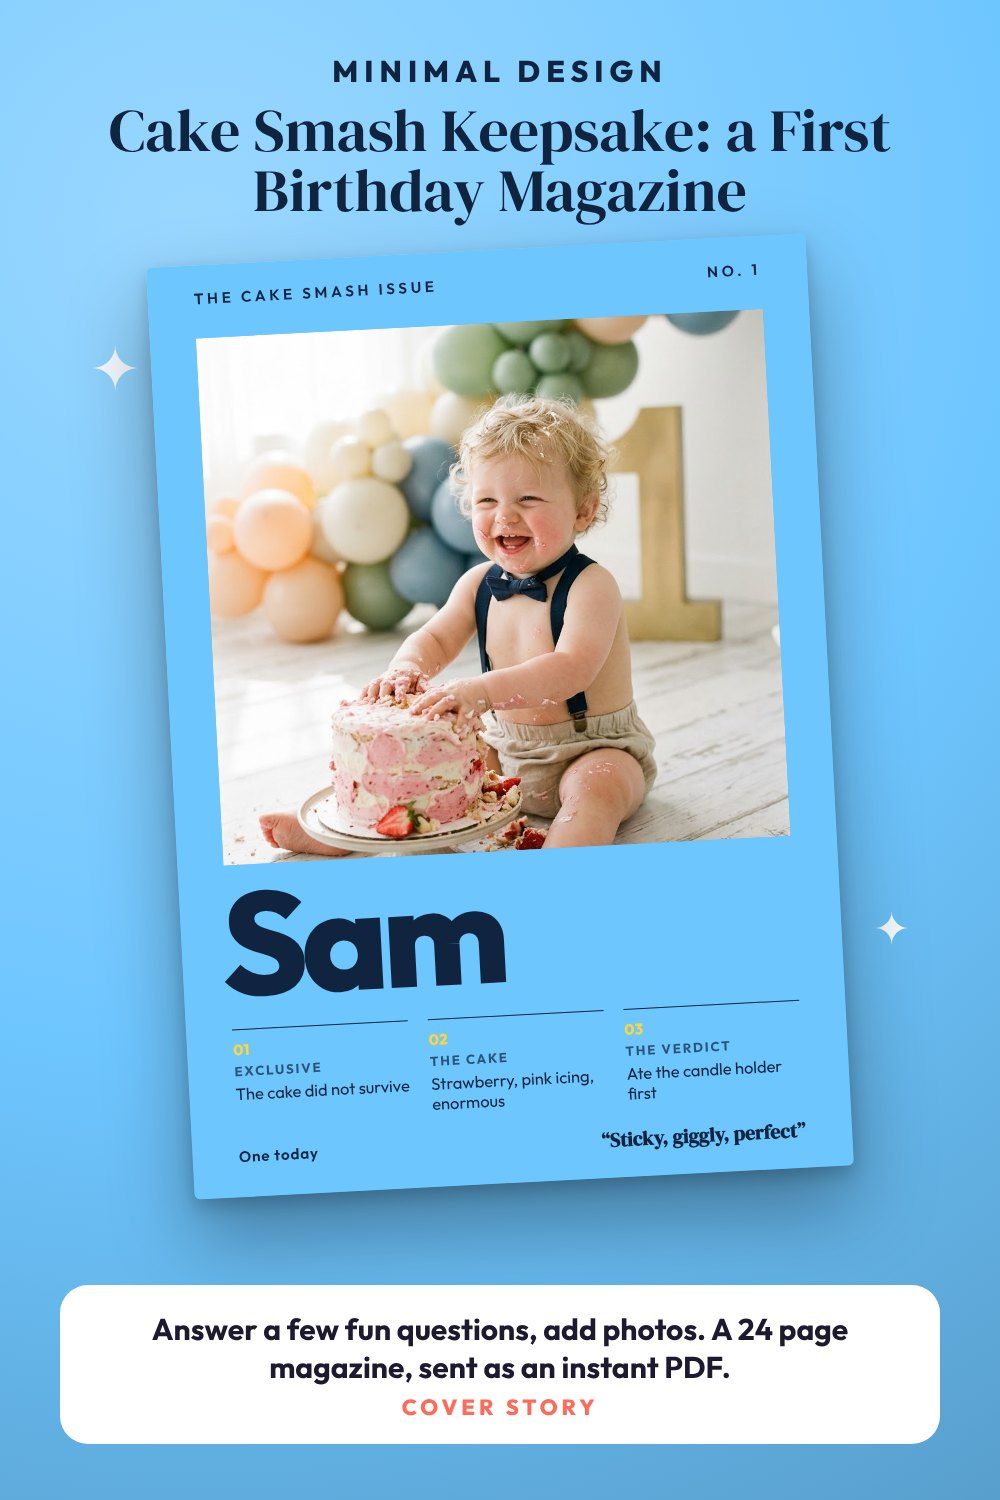 MINIMAL DESIGN
Cake Smash Keepsake: a First
Birthday Magazine
THE CAKE SMASH ISSUE
NO. 1
1
Sam
01
EXCLUSIVE
The cake did not survive
02
THE CAKE
Strawberry, pink icing,
enormous
03
THE VERDICT
Ate the candle holder
first
One today
“Sticky, giggly, perfect”
Answer a few fun questions, add photos. A 24 page
magazine, sent as an instant PDF.
COVER STORY